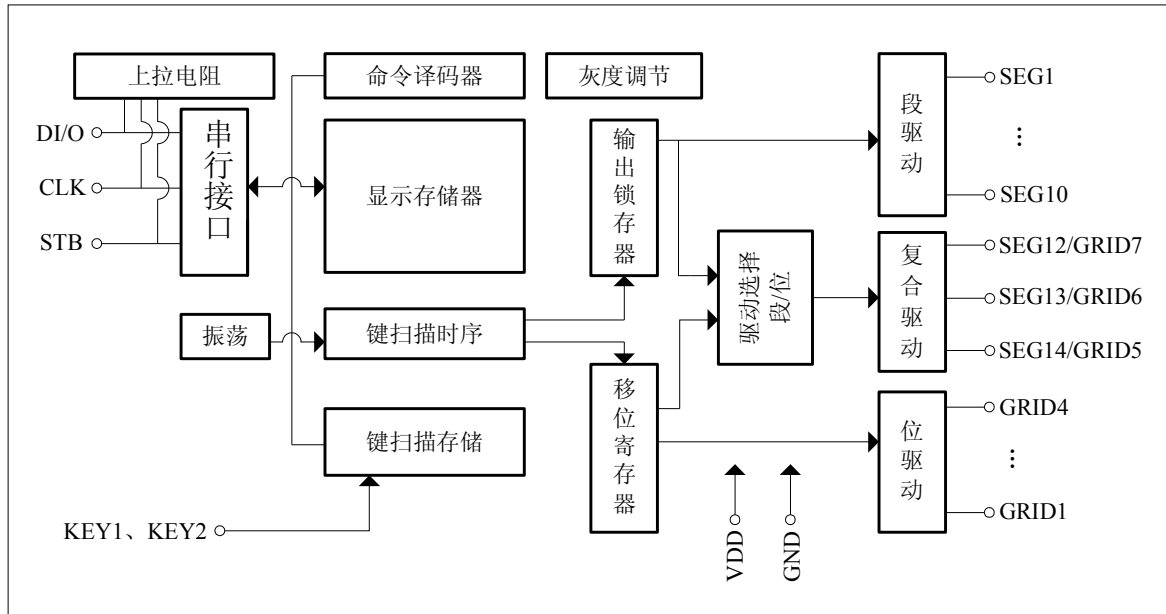 上拉电阻
命令译码器
灰度调节
DI/O
CLK
STB
串行接口
显示存储器
输出锁存器
段驱动
SEG1
...
SEG10
振荡
键扫描时序
驱动选择
段/位
复合驱动
SEG12/GRID7
SEG13/GRID6
SEG14/GRID5
键扫描存储
移位寄存器
位驱动
GRID4
...
GRID1
KEY1、KEY2
VDD
GND